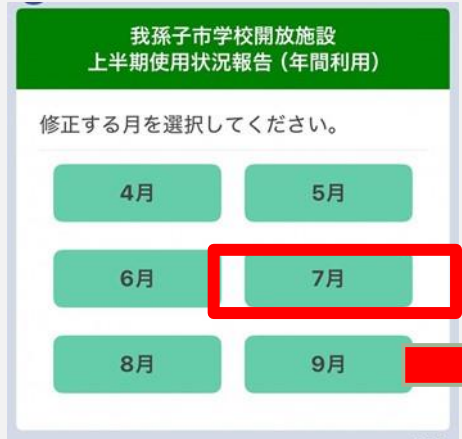 我孫子市学校開放施設
上半期使用状況報告（年間利用）
修正する月を選択してください。
4月 5月
6月 7月
8月 9月